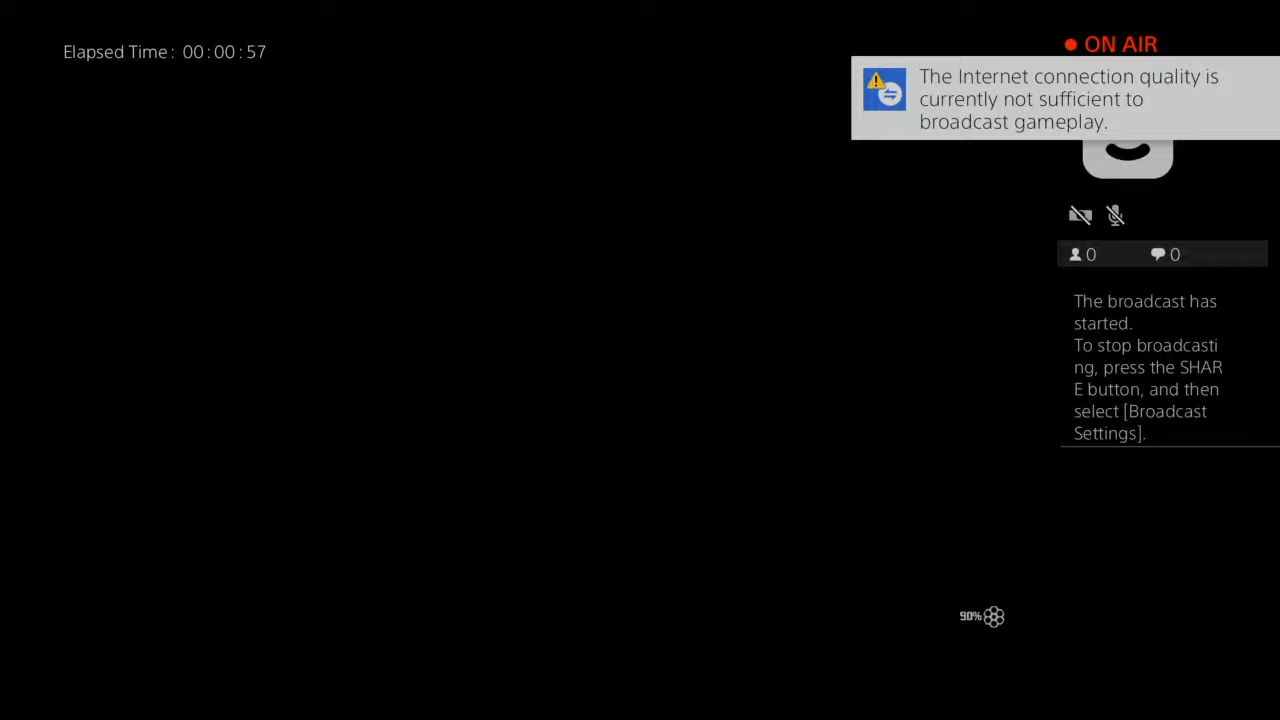 Elapsed Time: 00:00:57
ON AIR
The Internet connection quality is
currently not sufficient to
broadcast gameplay.
0
0
The broadcast has
started.
To stop broadcasti
ng, press the SHAR
E button, and then
select [Broadcast
Settings].
90%